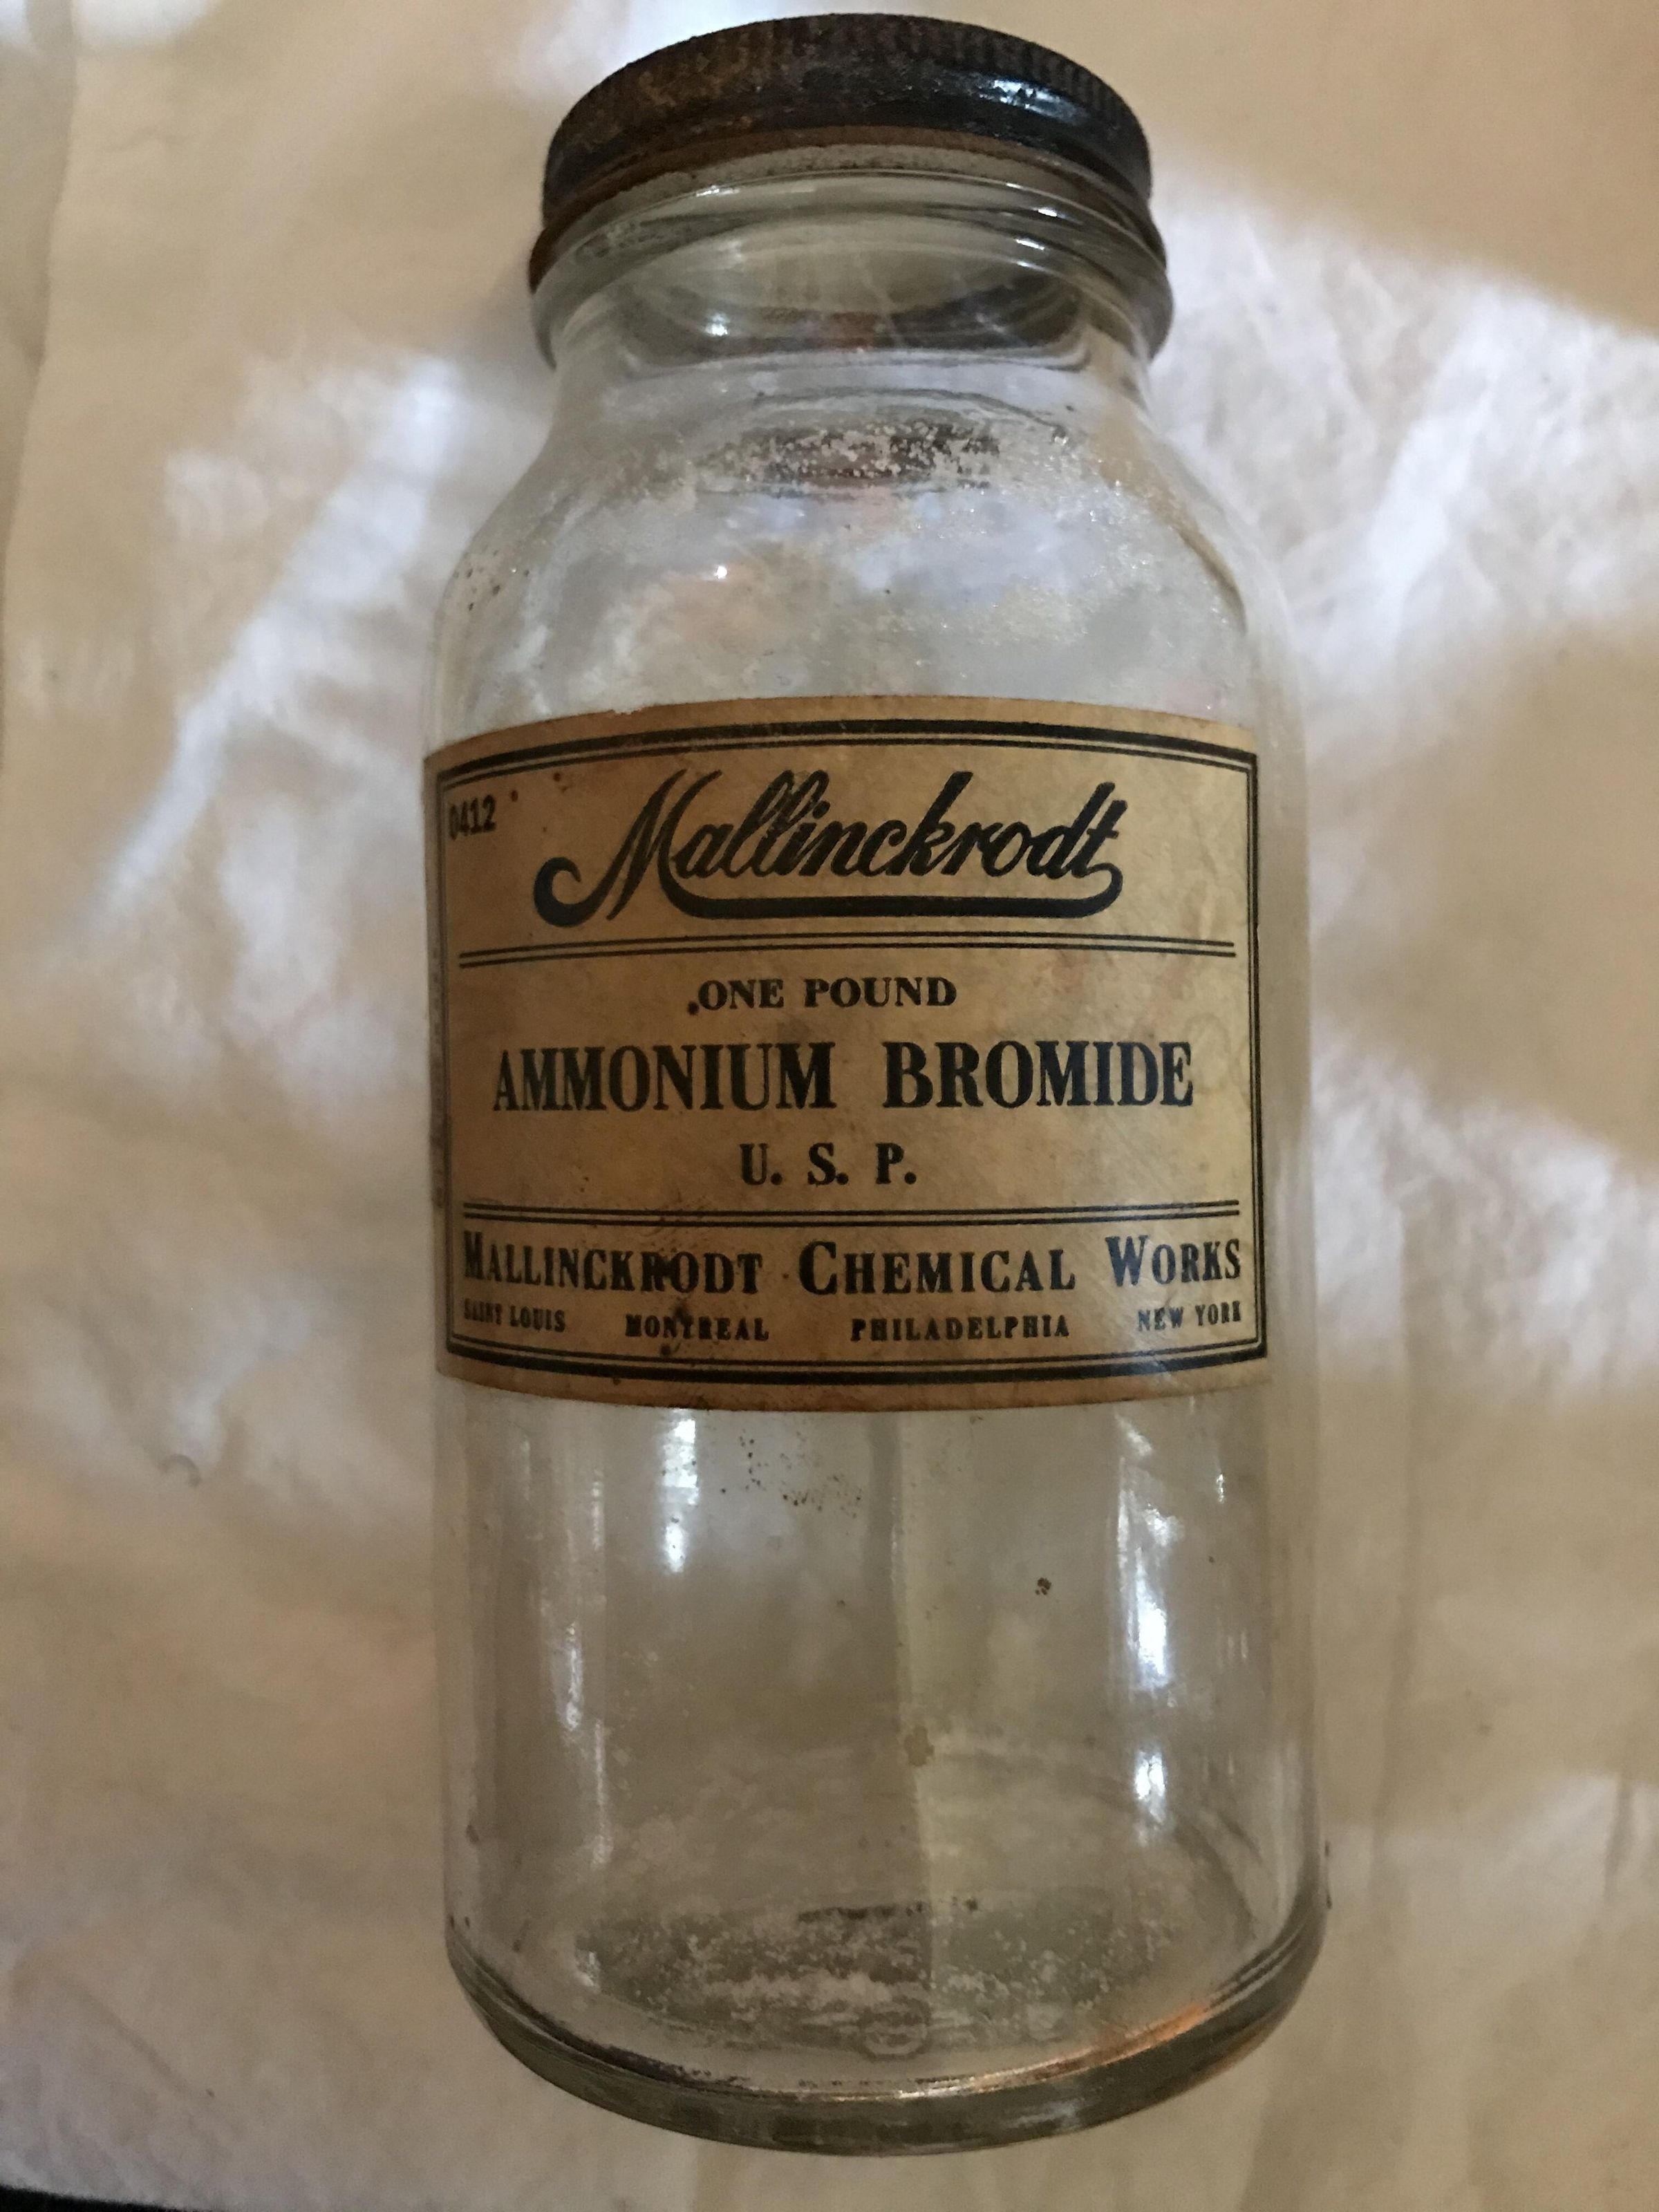 0412
Mallinckrodt
ONE POUND
AMMONIUM BROMIDE
U. S. P.
MALLINCKRODT CHEMICAL WORKS
SAINT LOUIS MONTREAL PHILADELPHIA NEW YORK